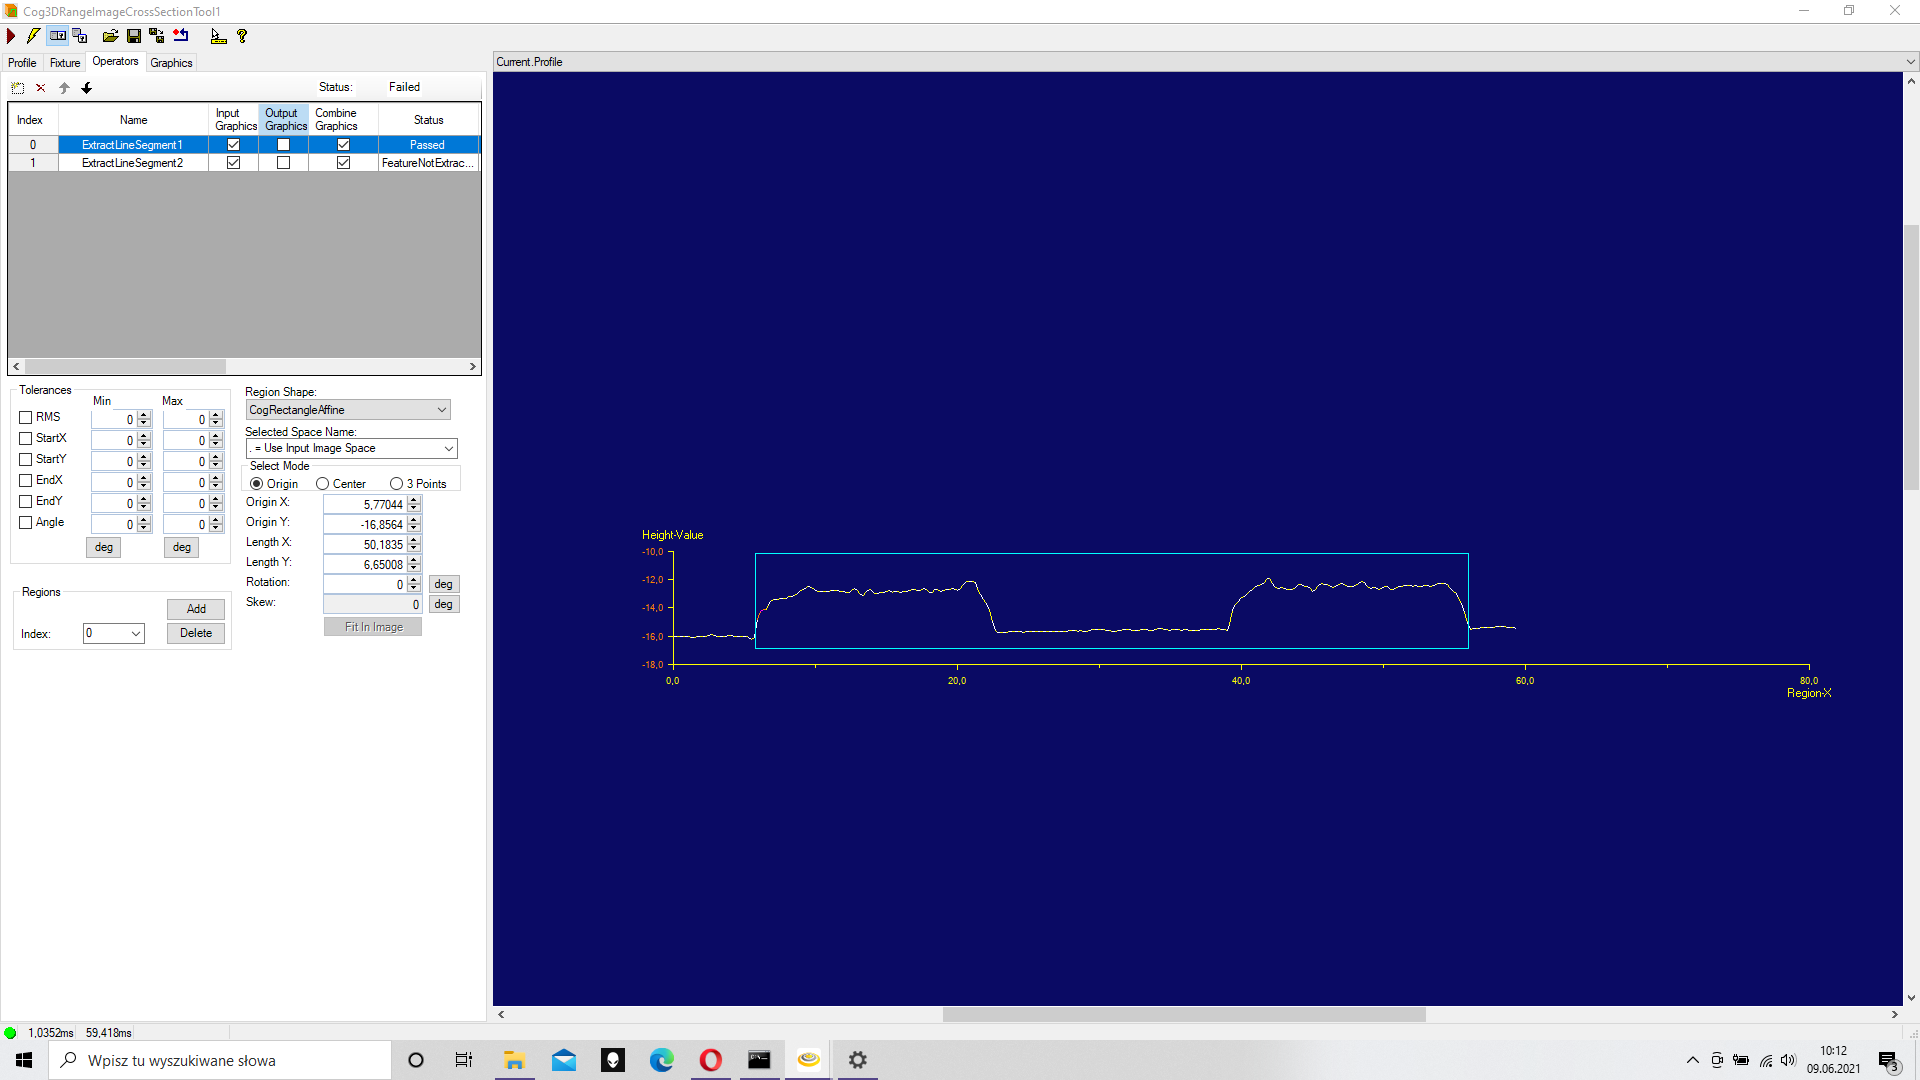 Cog3DRangeImageCrossSectionTool1
Profile Fixture Operators Graphics
Current.Profile
Status: Failed
Index Name Input Graphics Output Graphics Combine Graphics Status
0 ExtractLineSegment1 Passed
1 ExtractLineSegment2 FeatureNotExtrac...
Tolerances
Min Max
RMS 0 0
StartX 0 0
StartY 0 0
EndX 0 0
EndY 0 0
Angle 0 0
deg deg
Regions
Add
Index: 0 Delete
Region Shape:
CogRectangleAffine
Selected Space Name:
. = Use Input Image Space
Select Mode
Origin Center 3 Points
Origin X: 5,77044
Origin Y: -16,8564
Length X: 50,1835
Length Y: 6,65008
Rotation: 0 deg
Skew: 0 deg
Fit In Image
Height-Value
-10,0
-12,0
-14,0
-16,0
-18,0
0,0 20,0 40,0 60,0 80,0
Region-X
1,0352ms 59,418ms
Wpisz tu wyszukiwane słowa
10:12
09.06.2021
3